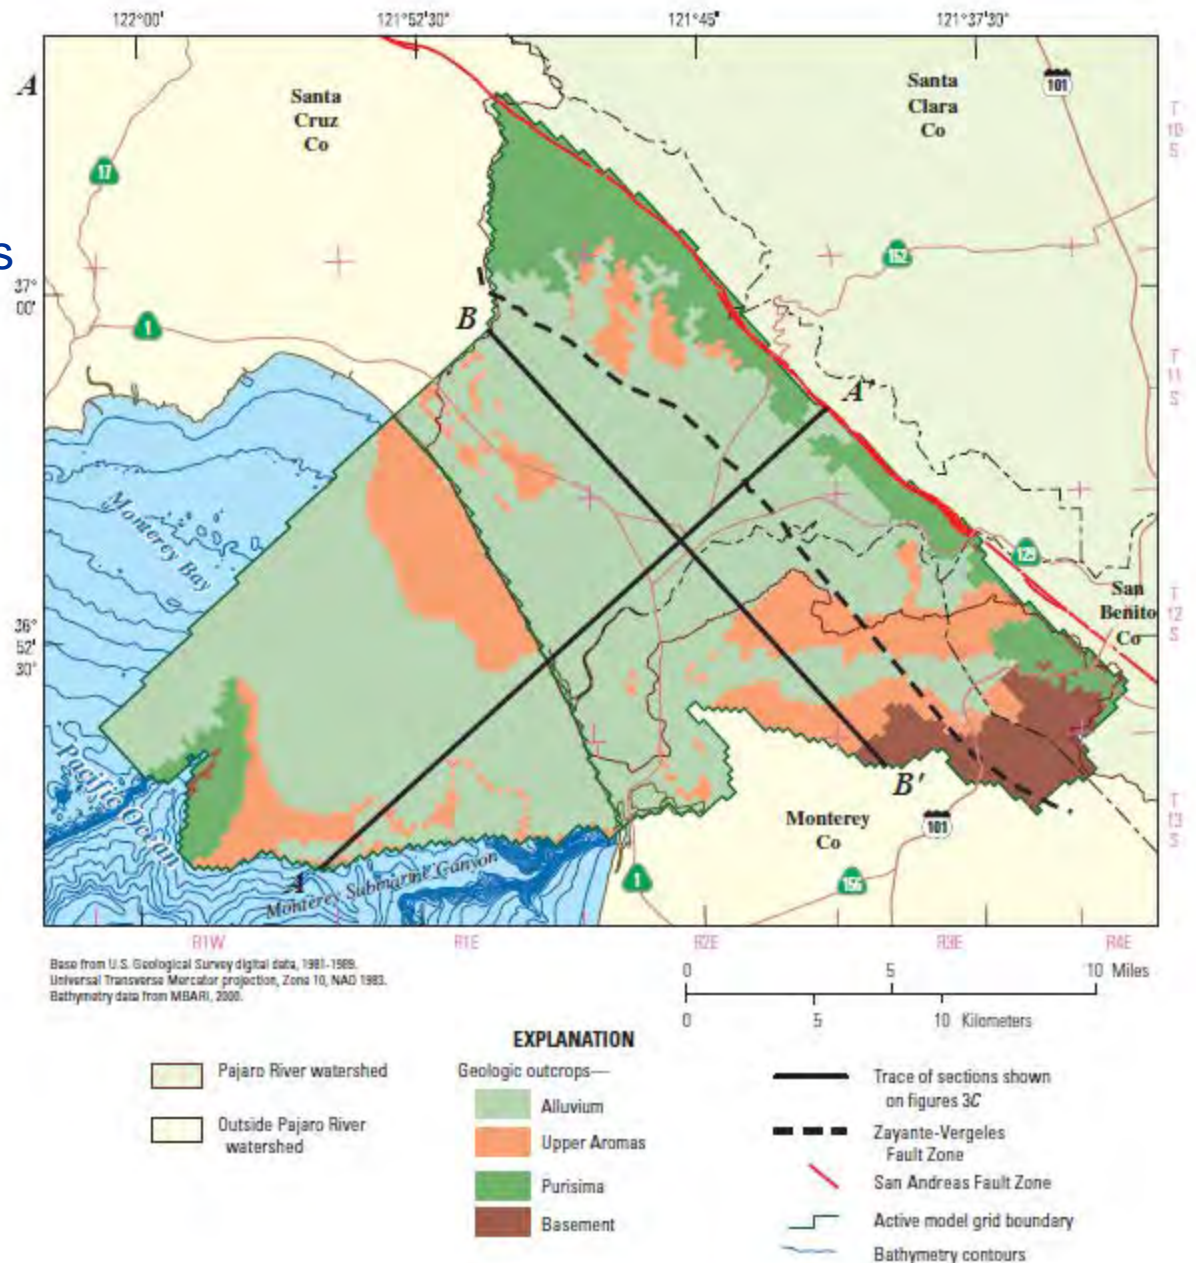 122°00'
121°52'30"
121°45'
121°37'30"
A
Santa
Cruz
Co
Santa
Clara
Co
101
T
10
S
17
s
152
37°
00'
B
1
T
11
S
A'
Monterey Bay
129
San
Benito
Co
T
12
S
36°
52'
30"
Pacific Ocean
B'
Monterey
Co
101
T
13
S
A
Monterey Submarine Canyon
1
156
R1W
R1E
R2E
R3E
R4E
Base from U.S. Geological Survey digital data, 1981-1989.
Universal Transverse Mercator projection, Zone 10, NAD 1983.
Bathymetry data from MBARI, 2000.
0 5 10 Miles
0 5 10 Kilometers
EXPLANATION
Pajaro River watershed
Outside Pajaro River
watershed
Geologic outcrops—
Alluvium
Upper Aromas
Purisima
Basement
Trace of sections shown
on figures 3C
Zayante-Vergeles
Fault Zone
San Andreas Fault Zone
Active model grid boundary
Bathymetry contours